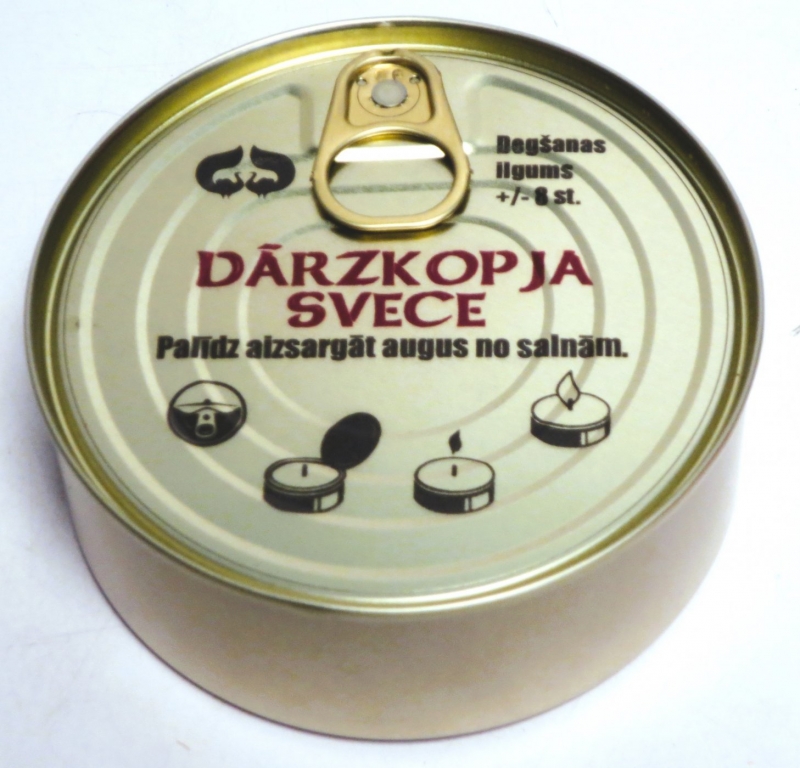 Degšanas
ilgums
+/- 8 st.
DĀRZKOPJA
SVECE
Palīdz aizsargāt augus no salnām.